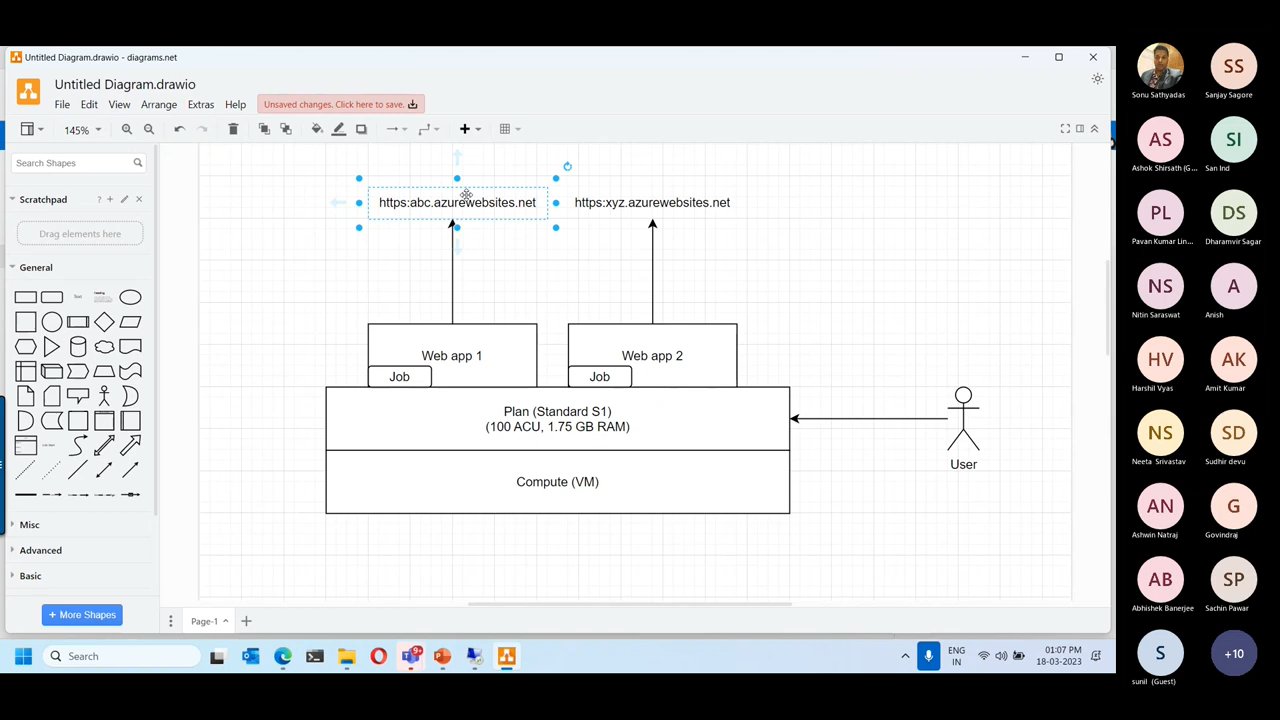 Untitled Diagram.drawio - diagrams.net
Untitled Diagram.drawio
File Edit View Arrange Extras Help
Unsaved changes. Click here to save.
145%
Search Shapes
Scratchpad
Drag elements here
General
Text
Heading
Misc
Advanced
Basic
+ More Shapes
https:abc.azurewebsites.net
https:xyz.azurewebsites.net
Web app 1
Web app 2
Job
Job
Plan (Standard S1)
(100 ACU, 1.75 GB RAM)
Compute (VM)
User
Page-1
Search
9+
ENG
IN
01:07 PM
18-03-2023
Sonu Sathyadas
SS
Sanjay Sagore
AS
Ashok Shirsath (G...
SI
San Ind
PL
Pavan Kumar Lin...
DS
Dharamvir Sagar
NS
Nitin Saraswat
A
Anish
HV
Harshil Vyas
AK
Amit Kumar
NS
Neeta Srivastav
SD
Sudhir devu
AN
Ashwin Natraj
G
Govindraj
AB
Abhishek Banerjee
SP
Sachin Pawar
S
sunil (Guest)
+10